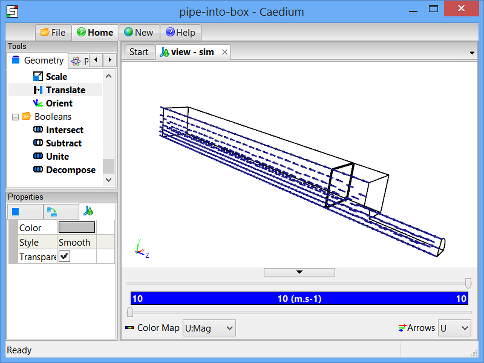 pipe-into-box - Caedium
File Home New Help
Tools
Geometry
Scale
Translate
Orient
Booleans
Intersect
Subtract
Unite
Decompose
Properties
Color
Style Smooth
Transpare
Start view - sim
Z
10 10 (m.s-1) 10
Color Map U:Mag Arrows U
Ready